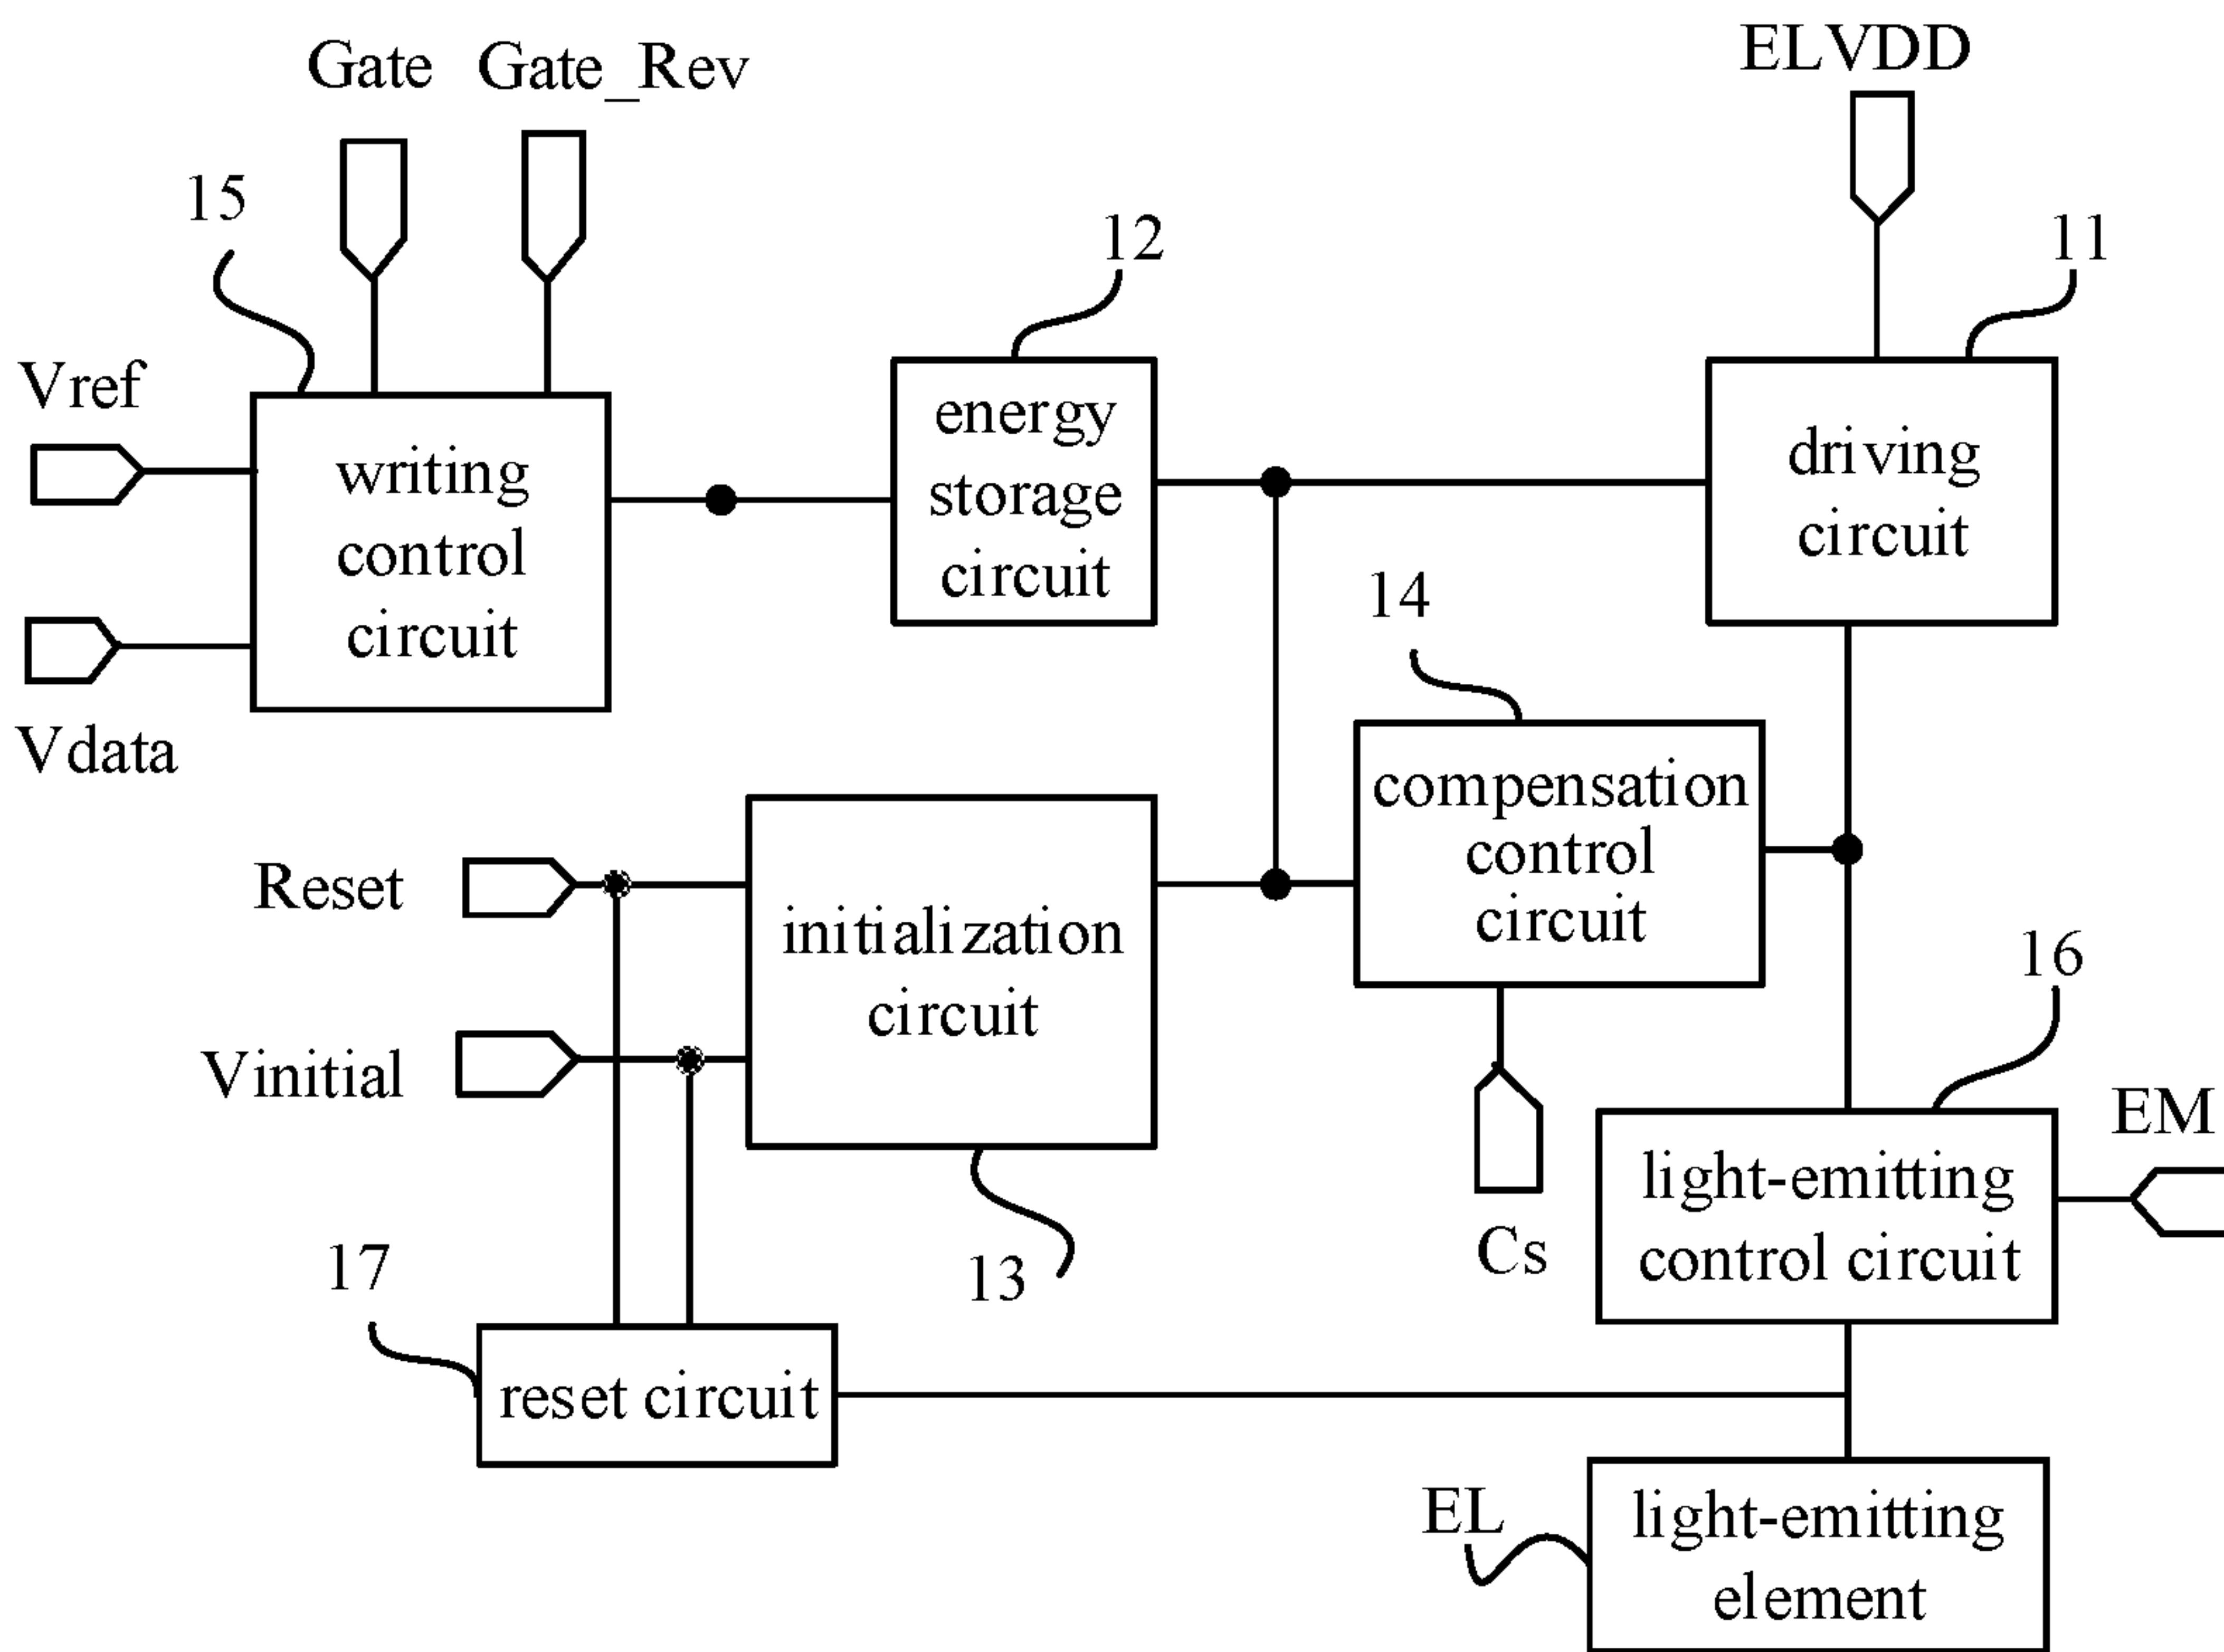 Gate
Gate_Rev
ELVDD
15
12
11
Vref
energy
storage
circuit
driving
circuit
writing
control
circuit
14
Vdata
compensation
control
circuit
Reset
initialization
circuit
16
Vinitial
EM
light-emitting
control circuit
Cs
17
13
reset circuit
EL
light-emitting
element